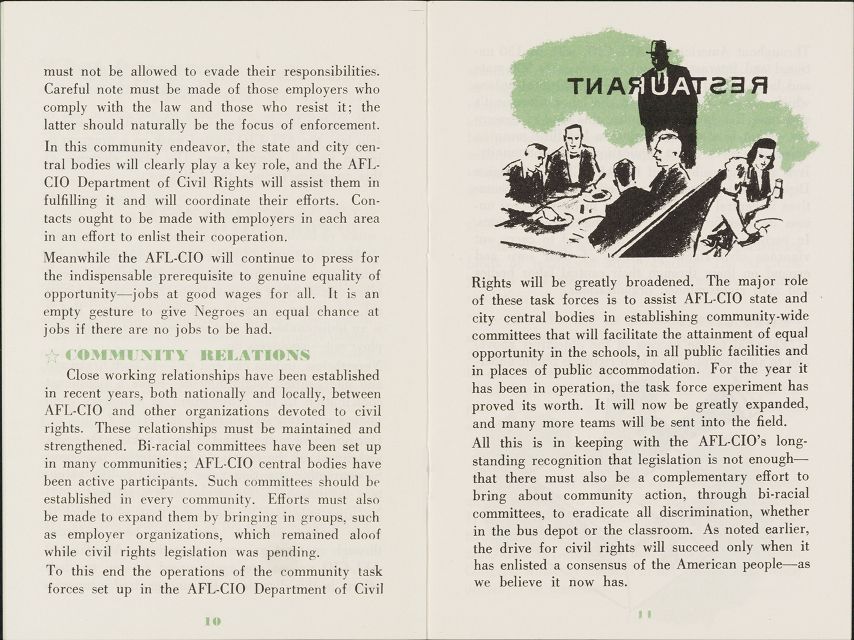 must not be allowed to evade their responsibilities.
Careful note must be made of those employers who
comply with the law and those who resist it; the
latter should naturally be the focus of enforcement.
In this community endeavor, the state and city cen-
tral bodies will clearly play a key role, and the AFL-
CIO Department of Civil Rights will assist them in
fulfilling it and will coordinate their efforts. Con-
tacts ought to be made with employers in each area
in an effort to enlist their cooperation.
Meanwhile the AFL-CIO will continue to press for
the indispensable prerequisite to genuine equality of
opportunity—jobs at good wages for all. It is an
empty gesture to give Negroes an equal chance at
jobs if there are no jobs to be had.
☆ COMMUNITY RELATIONS
Close working relationships have been established
in recent years, both nationally and locally, between
AFL-CIO and other organizations devoted to civil
rights. These relationships must be maintained and
strengthened. Bi-racial committees have been set up
in many communities; AFL-CIO central bodies have
been active participants. Such committees should be
established in every community. Efforts must also
be made to expand them by bringing in groups, such
as employer organizations, which remained aloof
while civil rights legislation was pending.
To this end the operations of the community task
forces set up in the AFL-CIO Department of Civil
10
RESTAURANT
Rights will be greatly broadened. The major role
of these task forces is to assist AFL-CIO state and
city central bodies in establishing community-wide
committees that will facilitate the attainment of equal
opportunity in the schools, in all public facilities and
in places of public accommodation. For the year it
has been in operation, the task force experiment has
proved its worth. It will now be greatly expanded,
and many more teams will be sent into the field.
All this is in keeping with the AFL-CIO's long-
standing recognition that legislation is not enough—
that there must also be a complementary effort to
bring about community action, through bi-racial
committees, to eradicate all discrimination, whether
in the bus depot or the classroom. As noted earlier,
the drive for civil rights will succeed only when it
has enlisted a consensus of the American people—as
we believe it now has.
11